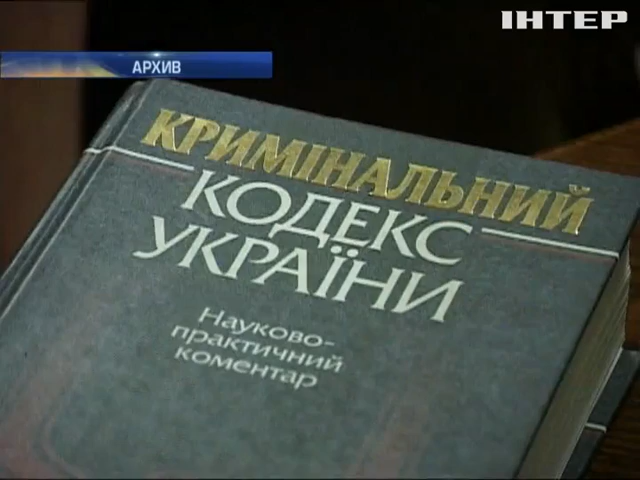 ІНТЕР
АРХИВ
КРИМІНАЛЬНИЙ
КОДЕКС
УКРАЇНИ
Науково-
практичний
коментар